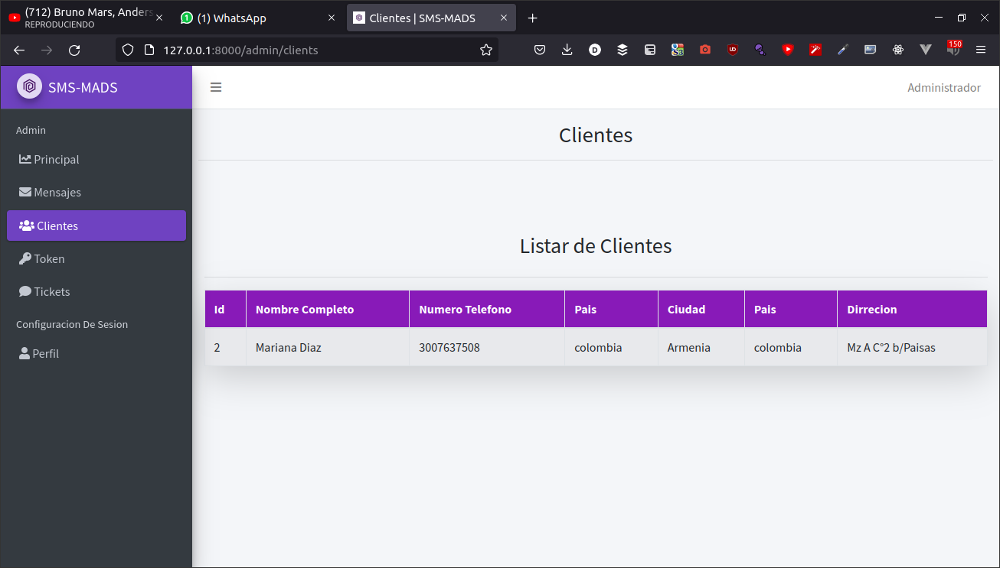 (712) Bruno Mars, Anders
REPRODUCIENDO
(1) WhatsApp
Clientes | SMS-MADS
127.0.0.1:8000/admin/clients
150
SMS-MADS
Administrador
Admin
Principal
Mensajes
Clientes
Token
Tickets
Configuracion De Sesion
Perfil
Clientes
Listar de Clientes
Id Nombre Completo Numero Telefono Pais Ciudad Pais Dirrecion
2 Mariana Diaz 3007637508 colombia Armenia colombia Mz A C°2 b/Paisas